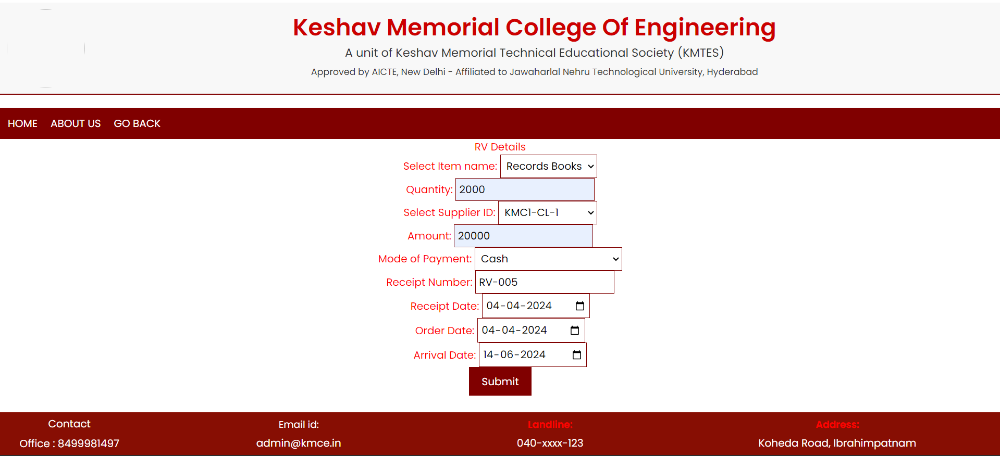 Keshav Memorial College Of Engineering
A unit of Keshav Memorial Technical Educational Society (KMTES)
Approved by AICTE, New Delhi - Affiliated to Jawaharlal Nehru Technological University, Hyderabad
HOME ABOUT US GO BACK
RV Details
Select Item name: Records Books
Quantity: 2000
Select Supplier ID: KMC1-CL-1
Amount: 20000
Mode of Payment: Cash
Receipt Number: RV-005
Receipt Date: 04-04-2024
Order Date: 04-04-2024
Arrival Date: 14-06-2024
Submit
Contact Email id: Landline: Address:
Office : 8499981497 admin@kmce.in 040-xxxx-123 Koheda Road, Ibrahimpatnam